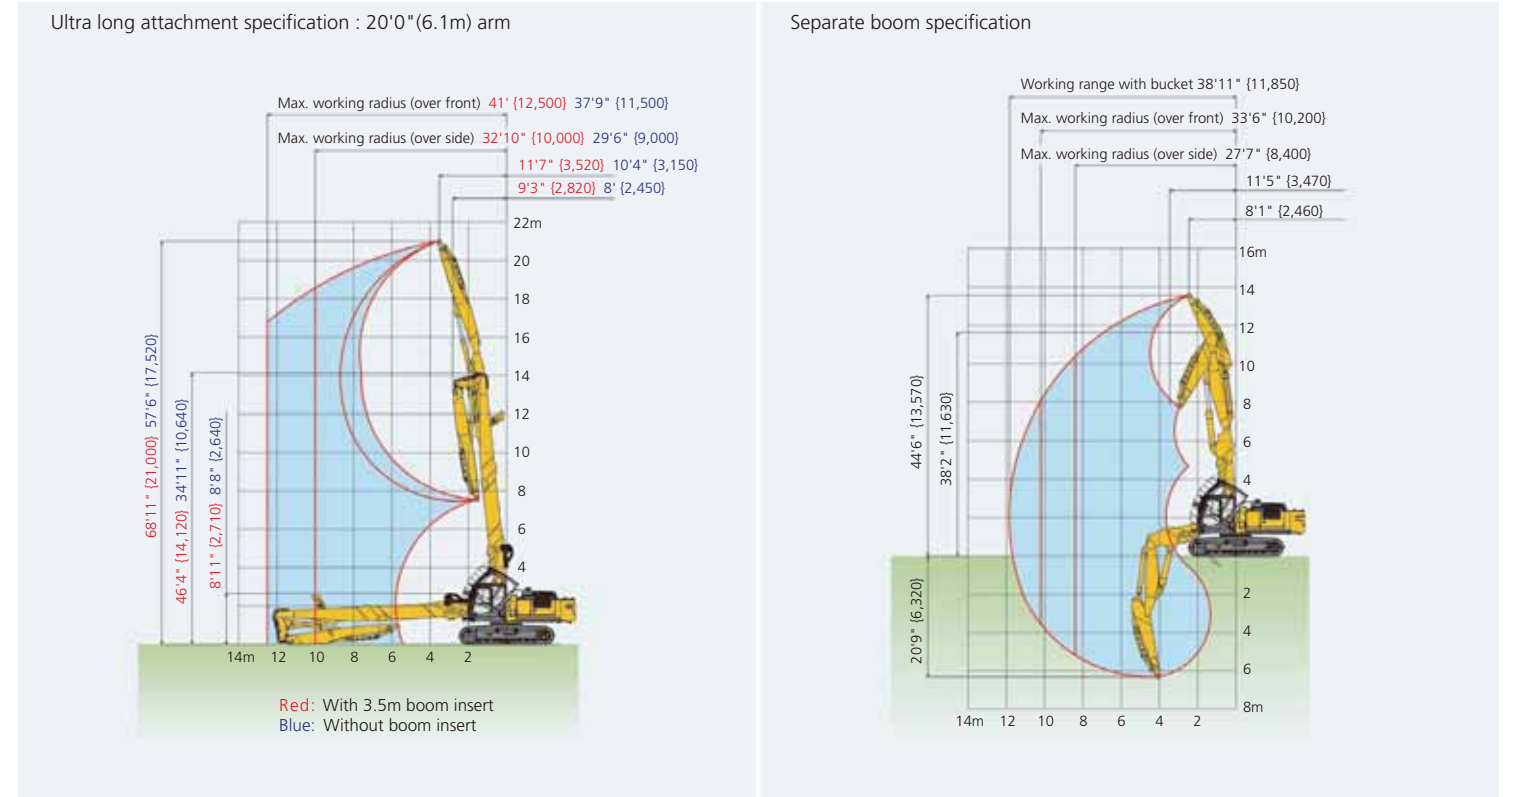 Ultra long attachment specification : 20'0"(6.1m) arm
Max. working radius (over front) 41' {12,500} 37'9" {11,500}
Max. working radius (over side) 32'10" {10,000} 29'6" {9,000}
11'7" {3,520} 10'4" {3,150}
9'3" {2,820} 8' {2,450}
22m
20
18
16
14
12
10
8
6
4
68'11" {21,000} 57'6" {17,520}
46'4" {14,120} 34'11" {10,640}
8'11" {2,710} 8'8" {2,640}
14m 12 10 8 6 4 2
Red: With 3.5m boom insert
Blue: Without boom insert
Separate boom specification
Working range with bucket 38'11" {11,850}
Max. working radius (over front) 33'6" {10,200}
Max. working radius (over side) 27'7" {8,400}
11'5" {3,470}
8'1" {2,460}
16m
14
12
10
8
6
4
2
4
6
8m
44'6" {13,570}
38'2" {11,630}
20'9" {6,320}
14m 12 10 8 6 4 2